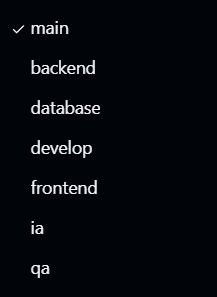 main
backend
database
develop
frontend
ia
qa